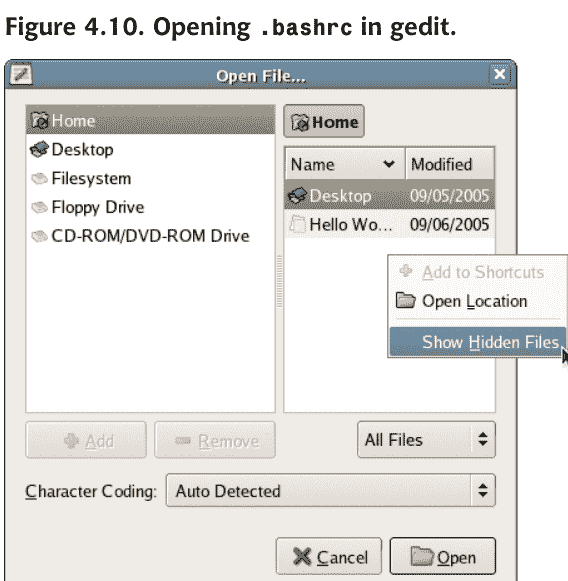 Figure 4.10. Opening .bashrc in gedit.
Open File...
Home
Desktop
Filesystem
Floppy Drive
CD-ROM/DVD-ROM Drive
Home
Name Modified
Desktop 09/05/2005
Hello Wo... 09/06/2005
Add to Shortcuts
Open Location
Show Hidden Files
Add Remove
All Files
Character Coding: Auto Detected
Cancel Open